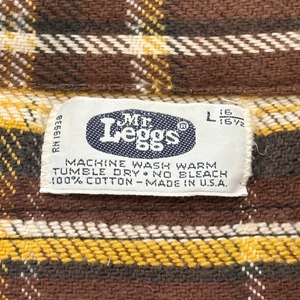 Mr.
Leggs®
L 16
16½
RN 19938
MACHINE WASH WARM
TUMBLE DRY • NO BLEACH
100% COTTON – MADE IN U.S.A.